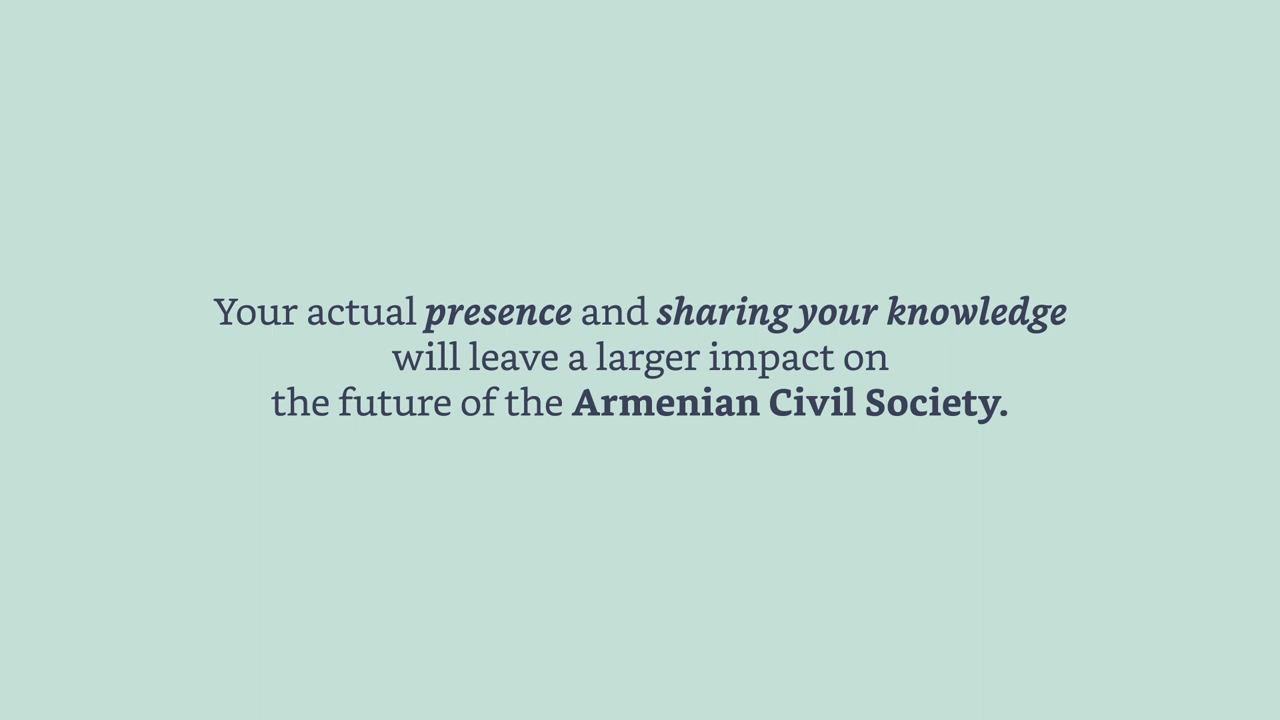 Your actual presence and sharing your knowledge
will leave a larger impact on
the future of the Armenian Civil Society.